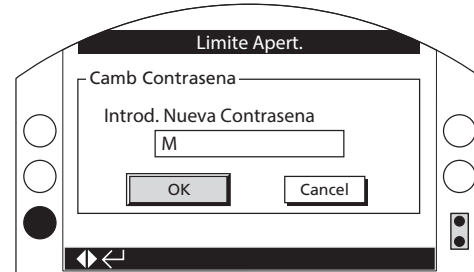 Limite Apert.
Camb Contrasena
Introd. Nueva Contrasena
M
OK Cancel